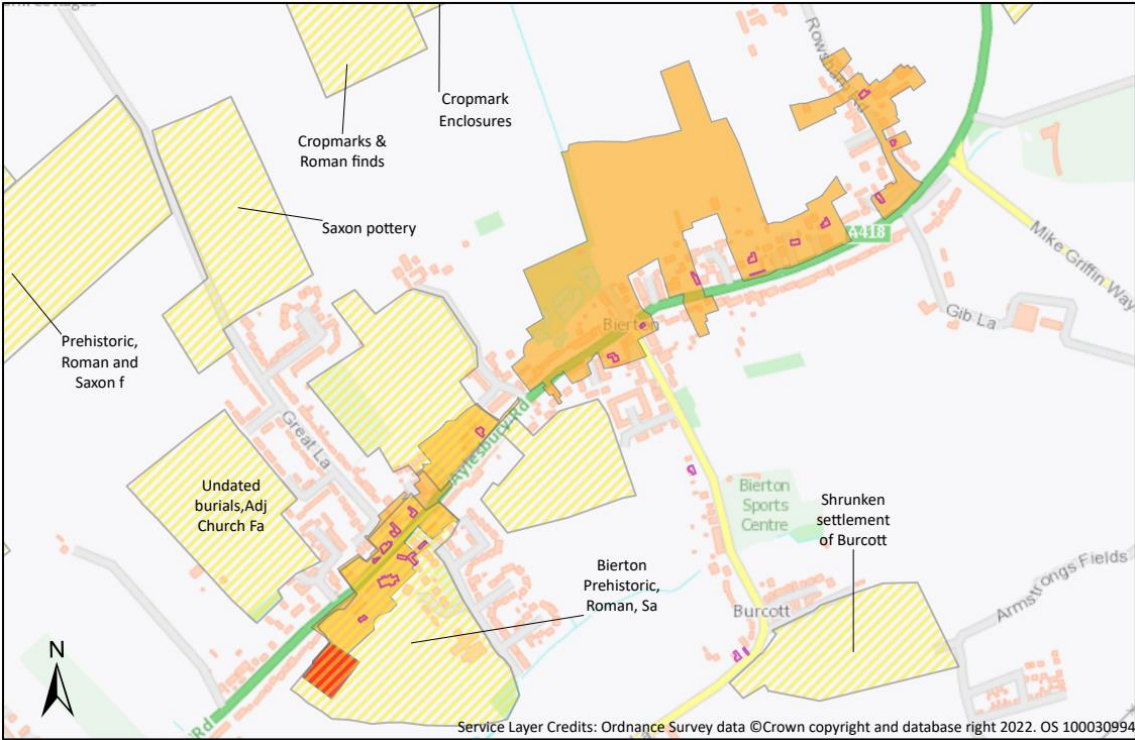 Cropmark
Enclosures
Cropmarks &
Roman finds
Rowsham Rd
Saxon pottery
A418
Mike Griffin Way
Gib La
Prehistoric,
Roman and
Saxon f
Bierton
Great La
Aylesbury Rd
Undated
burials,Adj
Church Fa
Bierton
Sports
Centre
Shrunken
settlement
of Burcott
Bierton
Prehistoric,
Roman, Sa
Burcott
Armstrongs Fields
N
Rd
Service Layer Credits: Ordnance Survey data ©Crown copyright and database right 2022. OS 100030994